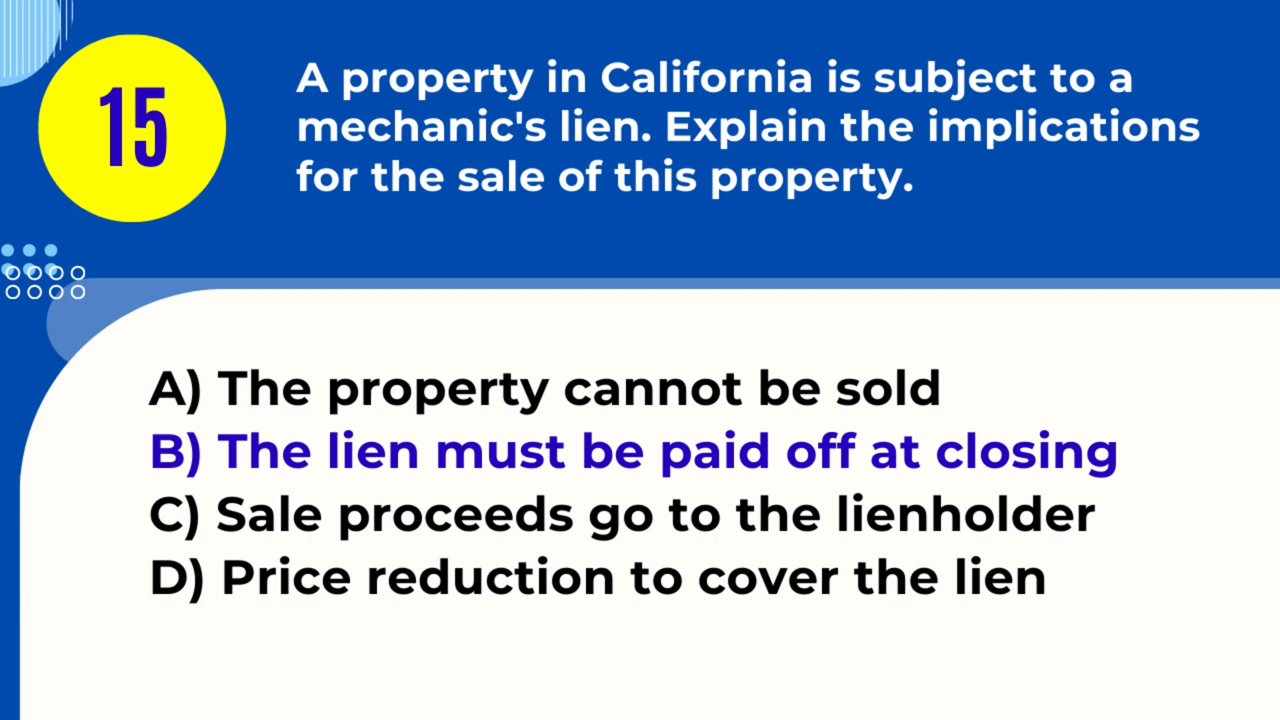 15
A property in California is subject to a
mechanic's lien. Explain the implications
for the sale of this property.
A) The property cannot be sold
B) The lien must be paid off at closing
C) Sale proceeds go to the lienholder
D) Price reduction to cover the lien